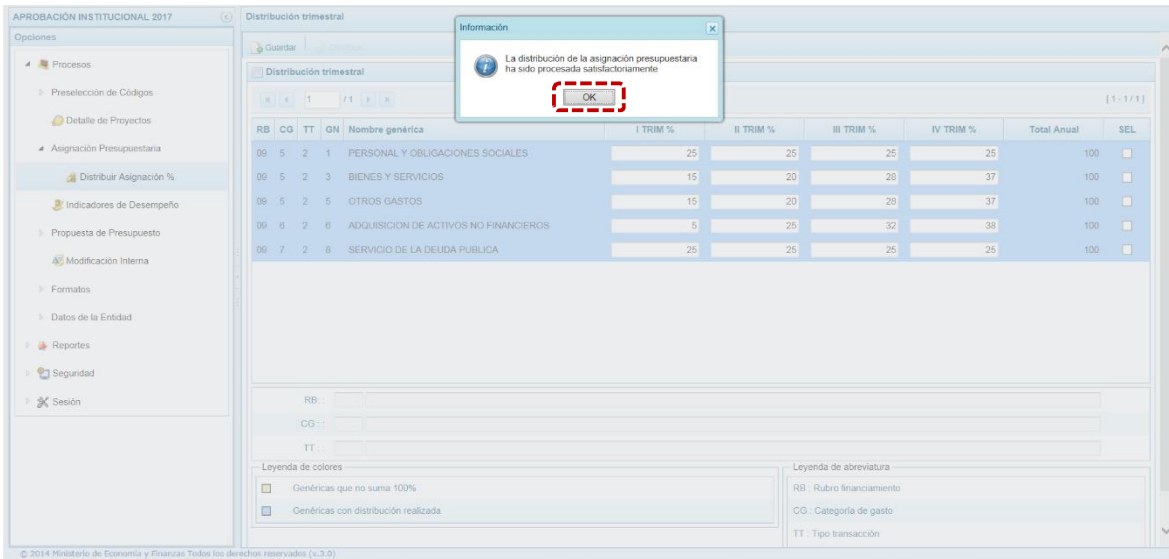 APROBACIÓN INSTITUCIONAL 2017
Opciones
Procesos
Preselección de Códigos
Detalle de Proyectos
Asignación Presupuestaria
Distribuir Asignación %
Indicadores de Desempeño
Propuesta de Presupuesto
Modificación Interna
Formatos
Datos de la Entidad
Reportes
Seguridad
Sesión
Distribución trimestral
Guardar
Información
La distribución de la asignación presupuestaria
ha sido procesada satisfactoriamente
OK
Distribución trimestral
1 / 1 [ 1 - 1 / 1 ]
RB CG TT GN Nombre genérica I TRIM % II TRIM % III TRIM % IV TRIM % Total Anual SEL
09 5 2 1 PERSONAL Y OBLIGACIONES SOCIALES 25 25 25 25 100
09 5 2 3 BIENES Y SERVICIOS 15 20 28 37 100
09 5 2 5 OTROS GASTOS 15 20 28 37 100
09 6 2 6 ADQUISICION DE ACTIVOS NO FINANCIEROS 5 25 32 38 100
09 7 2 8 SERVICIO DE LA DEUDA PUBLICA 25 25 25 25 100
RB: :
CG : :
TT : :
Leyenda de colores
Genéricas que no suma 100%
Genéricas con distribución realizada
Leyenda de abreviatura
RB : Rubro financiamiento
CG : Categoría de gasto
TT : Tipo transacción
© 2014 Ministerio de Economía y Finanzas Todos los derechos reservados (v.3.0)